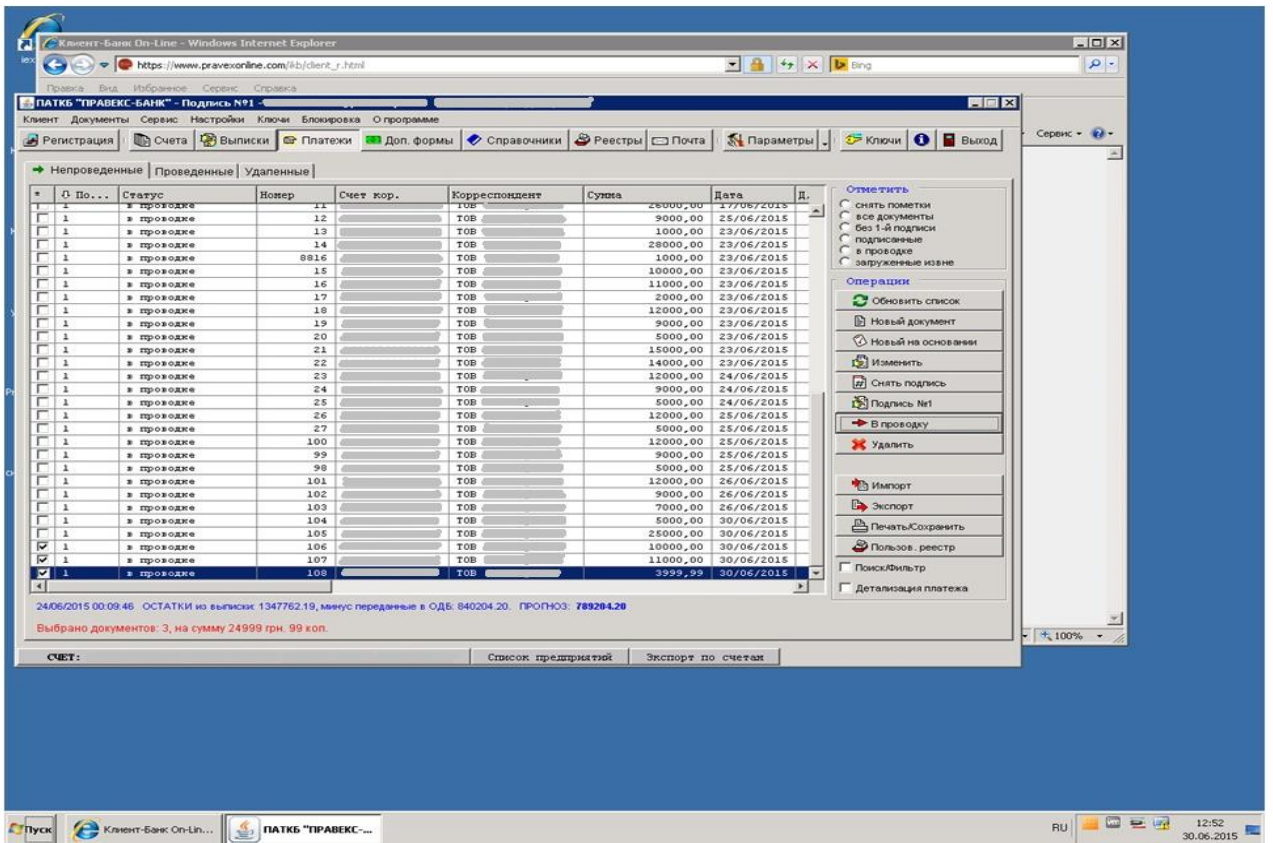 Клиент-Банк On-Line - Windows Internet Explorer
https://www.pravexonline.com/ikb/client_r.html
Bing
Правка Вид Избранное Сервис Справка
ПАТКБ "ПРАВЕКС-БАНК" - Подпись №1 -
Клиент Документы Сервис Настройки Ключи Блокировка О программе
Регистрация Счета Выписки Платежи Доп. формы Справочники Реестры Почта Параметры Ключи Выход
Сервис
Непроведенные Проведенные Удаленные
* По... Статус Номер Счет кор. Корреспондент Сумма Дата Д.
1 в проводке 11 ТОВ 26000,00 17/06/2015
1 в проводке 12 ТОВ 9000,00 25/06/2015
1 в проводке 13 ТОВ 1000,00 23/06/2015
1 в проводке 14 ТОВ 28000,00 23/06/2015
1 в проводке 8816 ТОВ 1000,00 23/06/2015
1 в проводке 15 ТОВ 10000,00 23/06/2015
1 в проводке 16 ТОВ 11000,00 23/06/2015
1 в проводке 17 ТОВ 2000,00 23/06/2015
1 в проводке 18 ТОВ 12000,00 23/06/2015
1 в проводке 19 ТОВ 9000,00 23/06/2015
1 в проводке 20 ТОВ 5000,00 23/06/2015
1 в проводке 21 ТОВ 15000,00 23/06/2015
1 в проводке 22 ТОВ 14000,00 23/06/2015
1 в проводке 23 ТОВ 12000,00 24/06/2015
1 в проводке 24 ТОВ 9000,00 24/06/2015
1 в проводке 25 ТОВ 5000,00 24/06/2015
1 в проводке 26 ТОВ 12000,00 25/06/2015
1 в проводке 27 ТОВ 5000,00 25/06/2015
1 в проводке 100 ТОВ 12000,00 25/06/2015
1 в проводке 99 ТОВ 9000,00 25/06/2015
1 в проводке 98 ТОВ 5000,00 25/06/2015
1 в проводке 101 ТОВ 12000,00 26/06/2015
1 в проводке 102 ТОВ 9000,00 26/06/2015
1 в проводке 103 ТОВ 7000,00 26/06/2015
1 в проводке 104 ТОВ 5000,00 30/06/2015
1 в проводке 105 ТОВ 25000,00 30/06/2015
1 в проводке 106 ТОВ 10000,00 30/06/2015
1 в проводке 107 ТОВ 11000,00 30/06/2015
1 в проводке 108 ТОВ 3999,99 30/06/2015
Отметить
снять пометки
все документы
без 1-й подписи
подписанные
в проводке
загруженные извне
Операции
Обновить список
Новый документ
Новый на основании
Изменить
Снять подпись
Подпись №1
В проводку
Удалить
Импорт
Экспорт
Печать/Сохранить
Пользов. реестр
Поиск/Фильтр
Детализация платежа
24/06/2015 00:09:46 ОСТАТКИ из выписки: 1347762.19, минус переданные в ОДБ: 840204.20. ПРОГНОЗ: 789204.20
Выбрано документов: 3, на сумму 24999 грн. 99 коп.
100%
СЧЕТ: Список предприятий Экспорт по счетам
Пуск Клиент-Банк On-Lin... ПАТКБ "ПРАВЕКС-... RU 12:52
30.06.2015